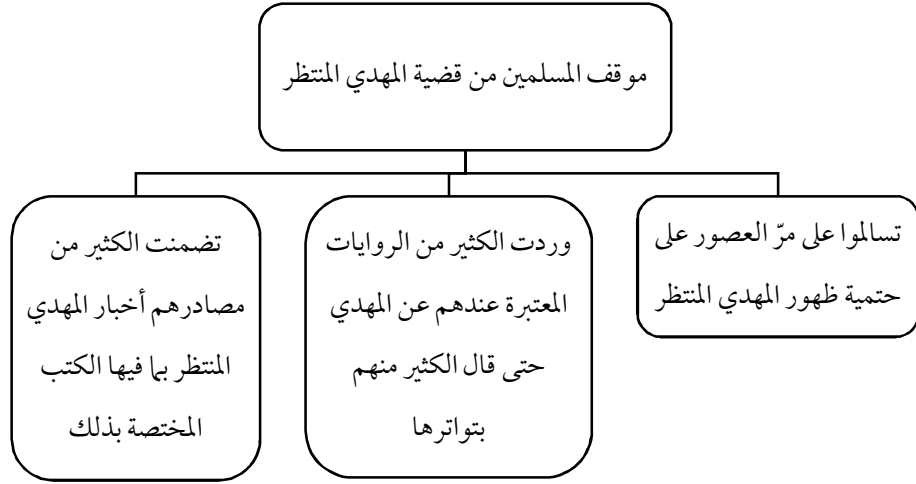 موقف المسلمين من قضية المهدي المنتظر
تسالموا على مرّ العصور على
حتمية ظهور المهدي المنتظر
وردت الكثير من الروايات
المعتبرة عندهم عن المهدي
حتى قال الكثير منهم
بتواترها
تضمنت الكثير من
مصادرهم أخبار المهدي
المنتظر بما فيها الكتب
المختصة بذلك